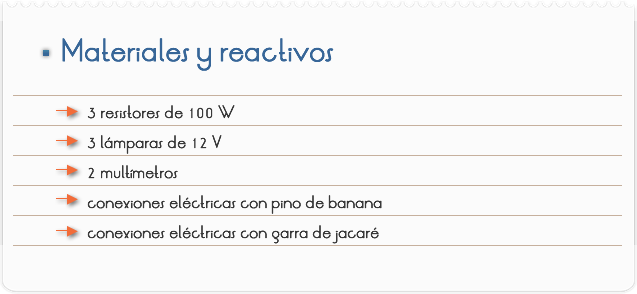 Materiales y reactivos
3 resistores de 100 W
3 lámparas de 12 V
2 multímetros
conexiones eléctricas con pino de banana
conexiones eléctricas con garra de jacaré